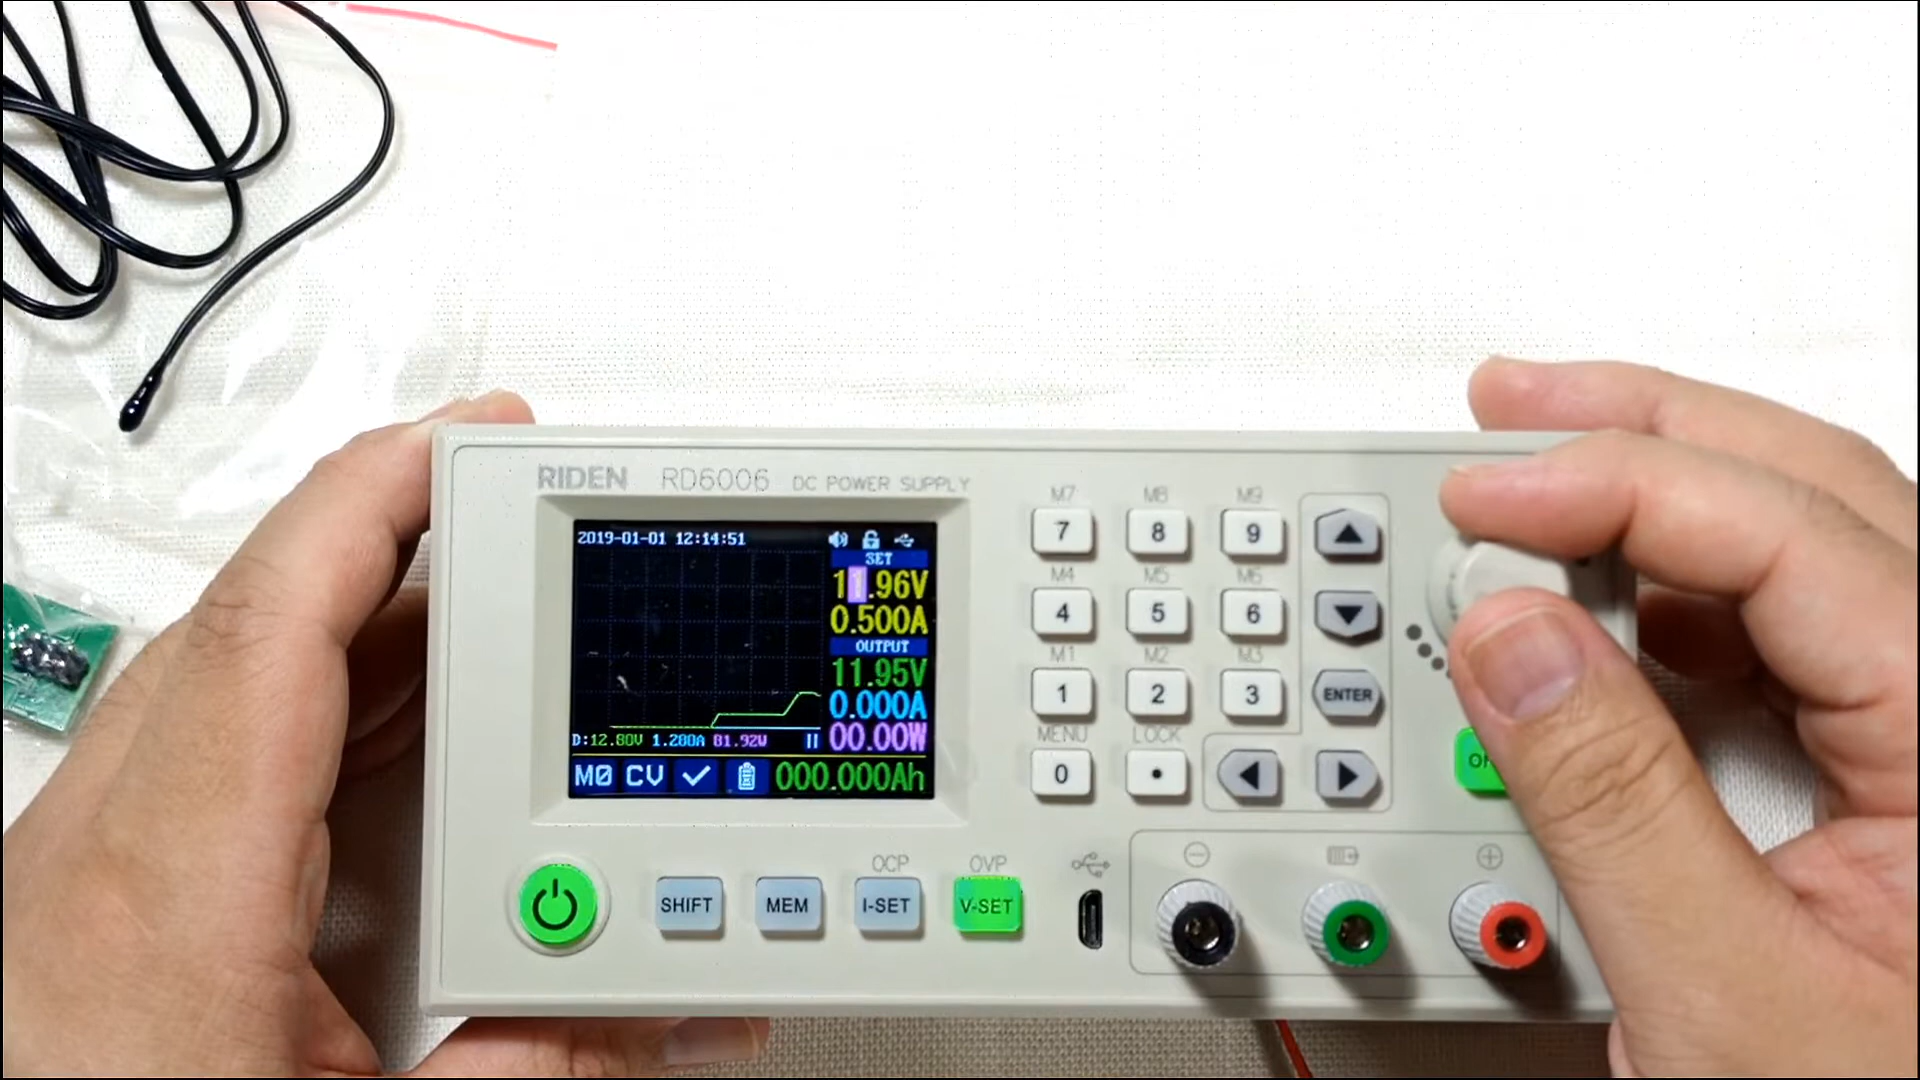 RIDEN RD6006 DC POWER SUPPLY
2019-01-01 12:14:51
SET
11.96V
0.500A
OUTPUT
11.95V
0.000A
00.00W
D:12.80V 1.280A 81.92W
M0 CV 000.000Ah
M7 M8 M9
7 8 9
M4 M5 M6
4 5 6
M1 M2 M3
1 2 3 ENTER
MENU LOCK
0 .
OCP OVP
SHIFT MEM I-SET V-SET